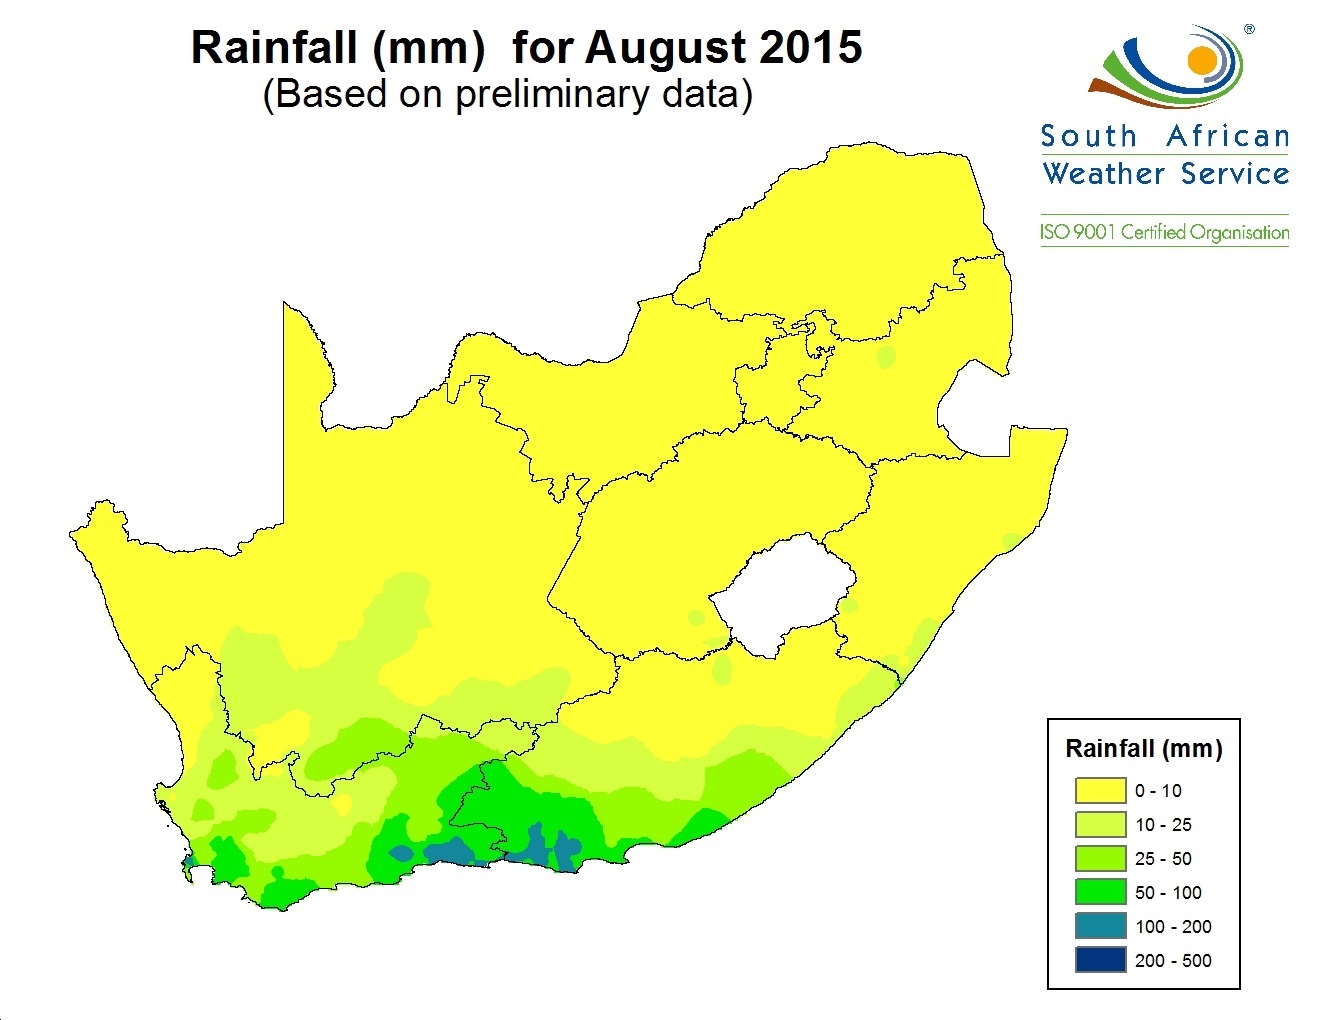 Rainfall (mm)  for August 2015
(Based on preliminary data)
®
South African
Weather Service
ISO 9001 Certified Organisation
Rainfall (mm)
0 - 10
10 - 25
25 - 50
50 - 100
100 - 200
200 - 500